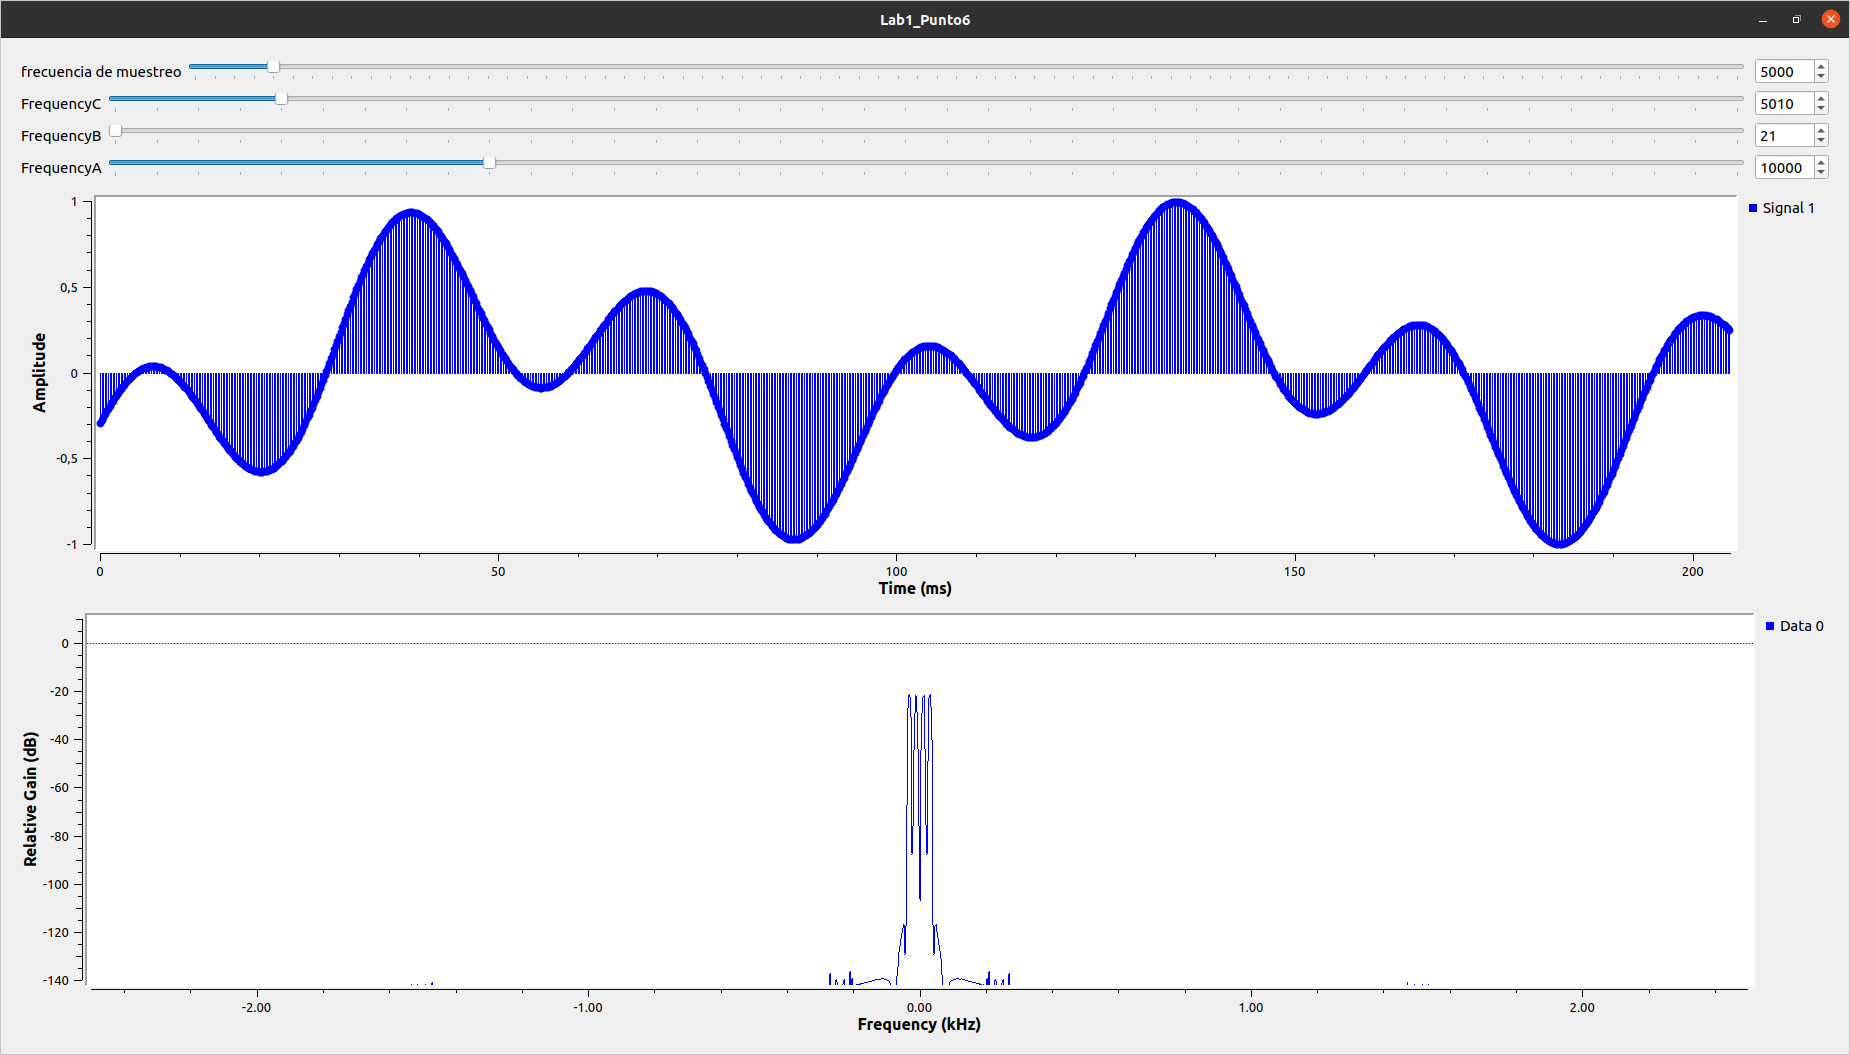 Lab1_Punto6
frecuencia de muestreo 5000
FrequencyC 5010
FrequencyB 21
FrequencyA 10000
Signal 1
1
0,5
0
-0,5
-1
Amplitude
0 50 100 150 200
Time (ms)
Data 0
0
-20
-40
-60
-80
-100
-120
-140
Relative Gain (dB)
-2.00 -1.00 0.00 1.00 2.00
Frequency (kHz)